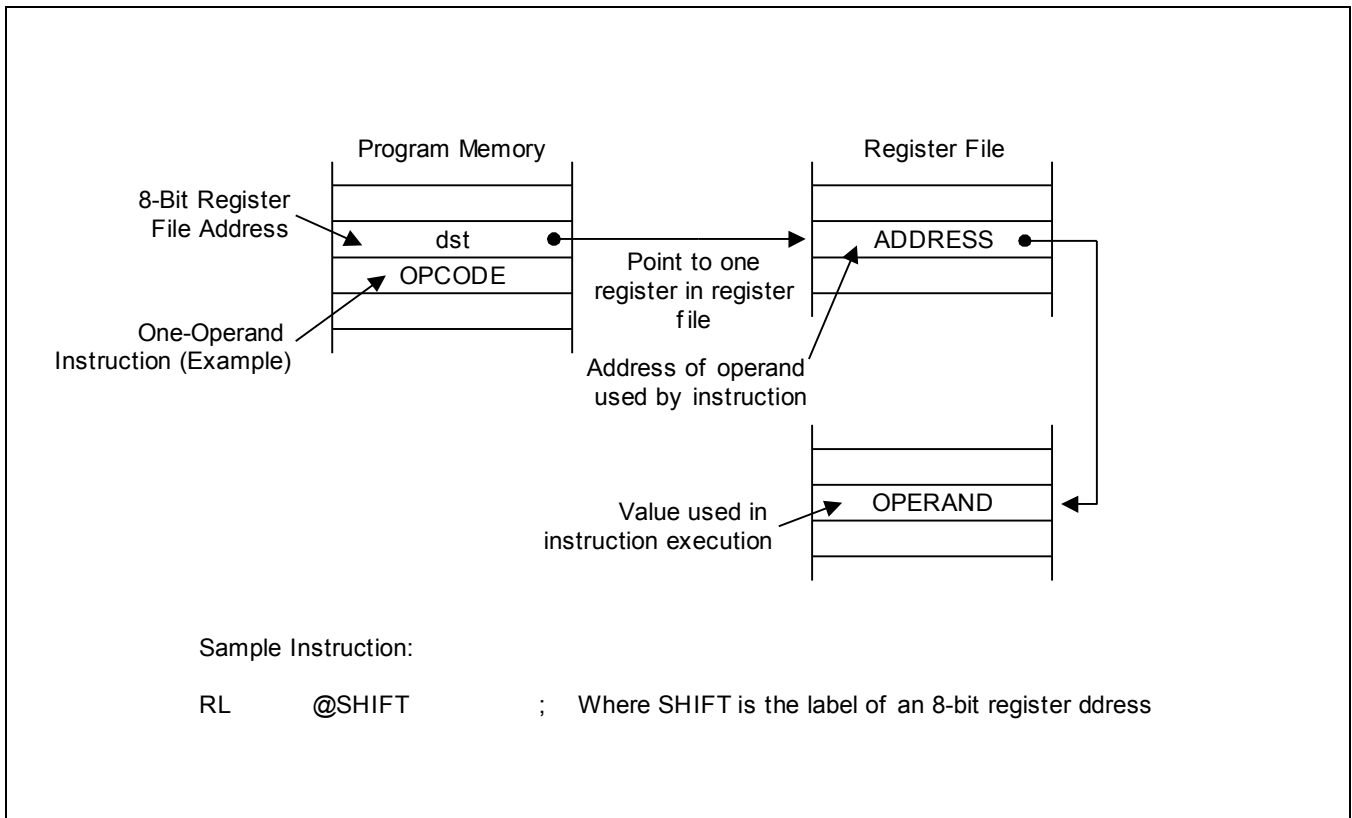 Program Memory
Register File
8-Bit Register
File Address
dst
ADDRESS
OPCODE
Point to one
register in register
file
One-Operand
Instruction (Example)
Address of operand
used by instruction
OPERAND
Value used in
instruction execution
Sample Instruction:
RL @SHIFT ; Where SHIFT is the label of an 8-bit register ddress